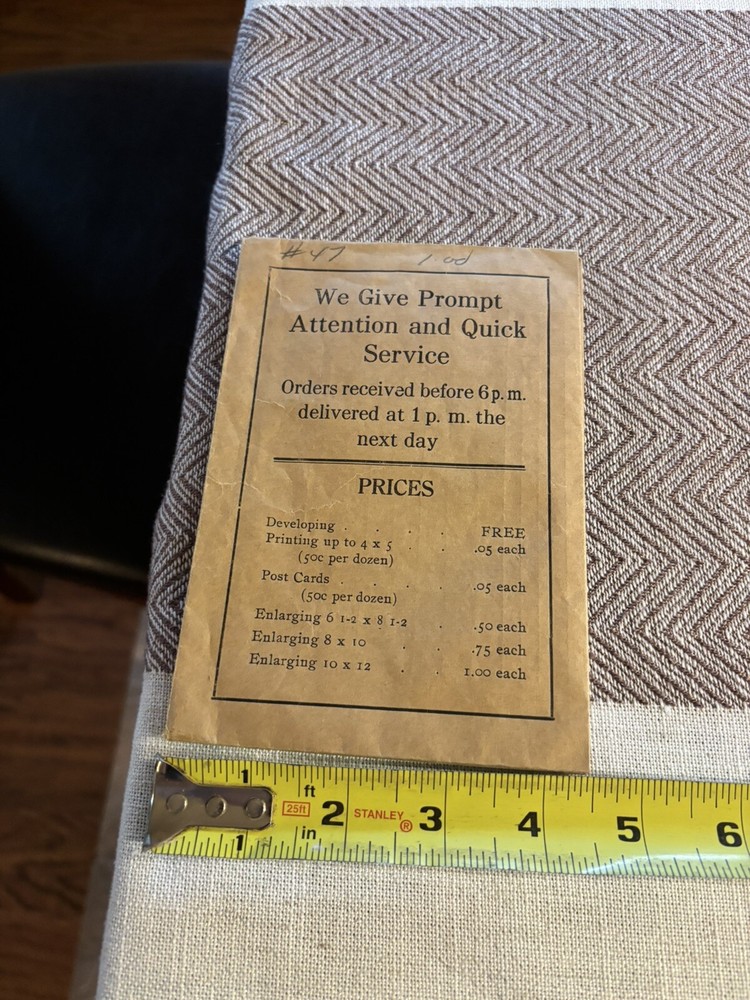 #47 1.00
We Give Prompt
Attention and Quick
Service
Orders received before 6 p. m.
delivered at 1 p. m. the
next day
PRICES
Developing . . . . FREE
Printing up to 4 x 5 . . .05 each
(50c per dozen)
Post Cards . . . . .05 each
(50c per dozen)
Enlarging 6 1-2 x 8 1-2 . .50 each
Enlarging 8 x 10 . . .75 each
Enlarging 10 x 12 . . 1.00 each
1 ft
25ft 2 STANLEY® 3 4 5 6
1 in